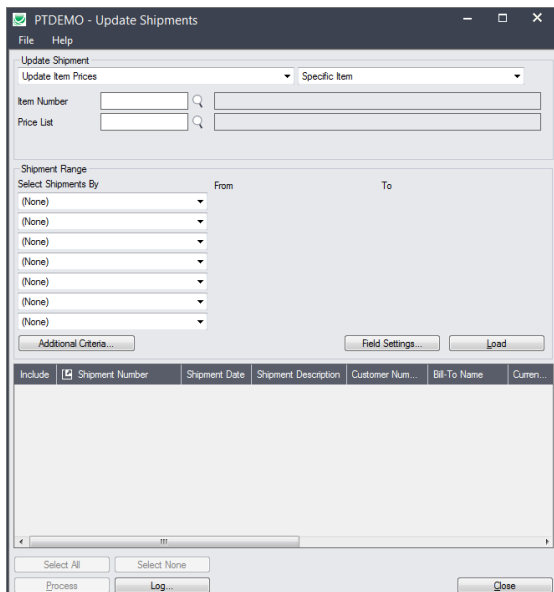 PTDEMO - Update Shipments
File Help
Update Shipment
Update Item Prices Specific Item
Item Number
Price List
Shipment Range
Select Shipments By From To
(None)
(None)
(None)
(None)
(None)
(None)
(None)
Additional Criteria... Field Settings... Load
Include Shipment Number Shipment Date Shipment Description Customer Num... Bill-To Name Curren...
Select All Select None
Process Log... Close